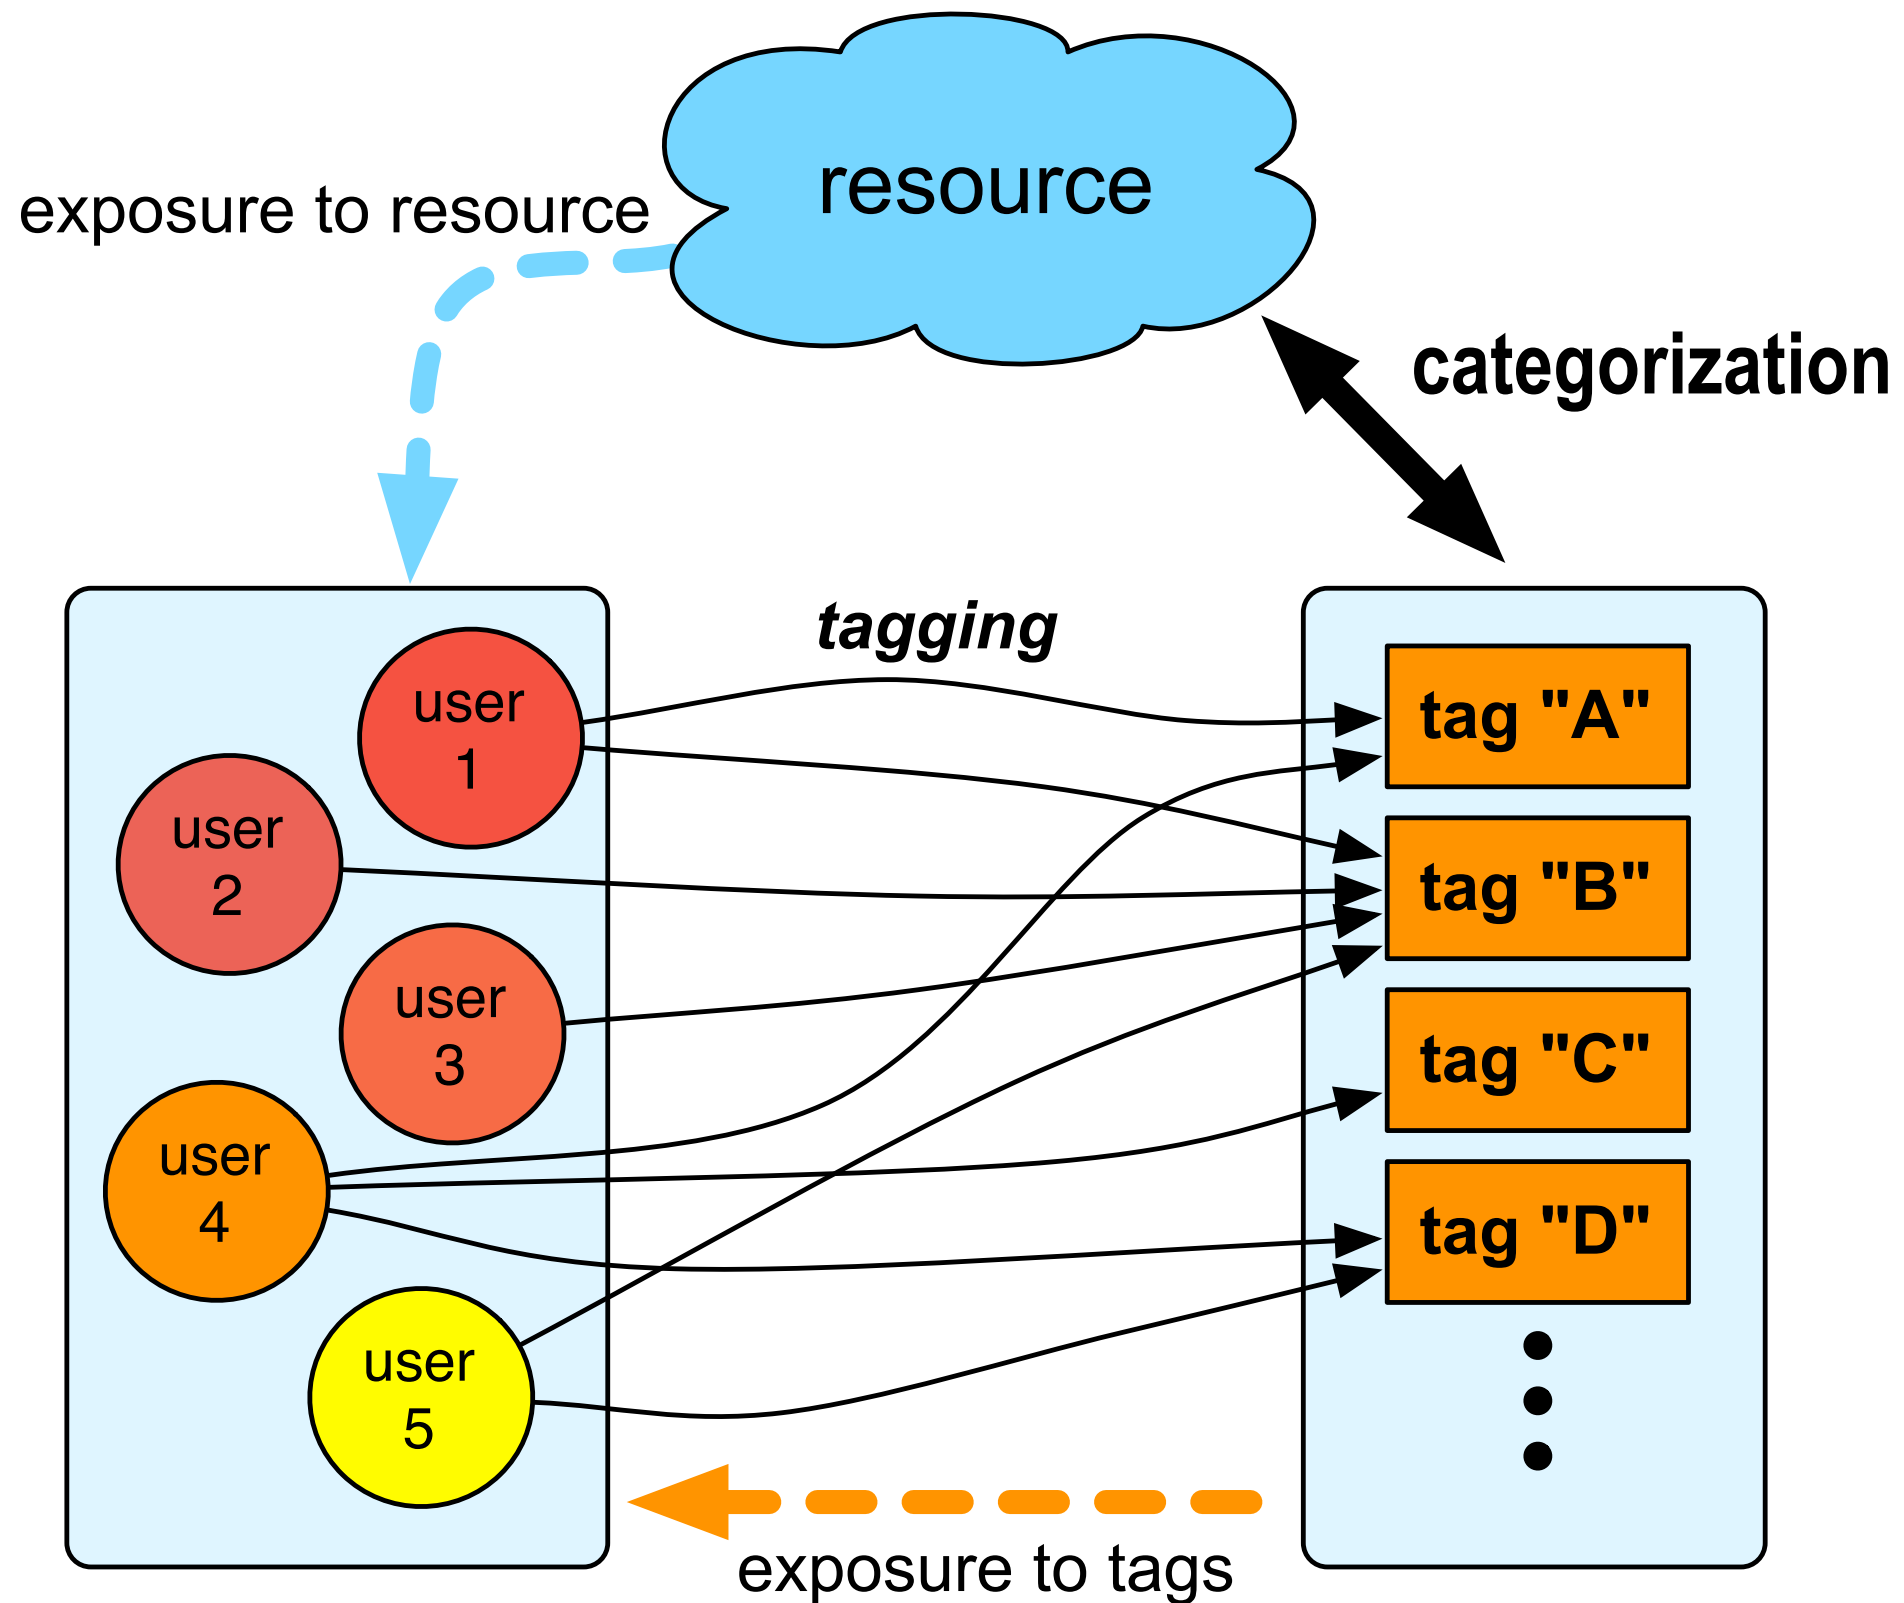 resource
exposure to resource
categorization
tagging
user
1
user
2
user
3
user
4
user
5
tag "A"
tag "B"
tag "C"
tag "D"
exposure to tags